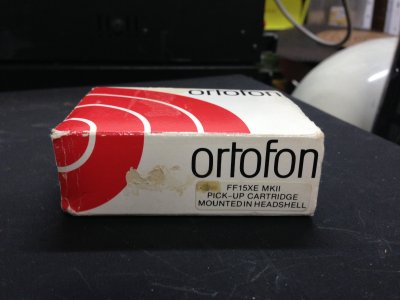 ortofon
ortofon
FF15XE MKII
PICK-UP CARTRIDGE
MOUNTED IN HEADSHELL